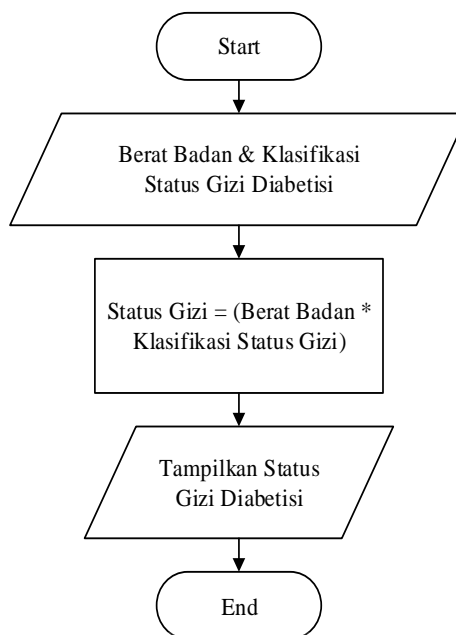 Start
Berat Badan & Klasifikasi
Status Gizi Diabetisi
Status Gizi = (Berat Badan *
Klasifikasi Status Gizi)
Tampilkan Status
Gizi Diabetisi
End